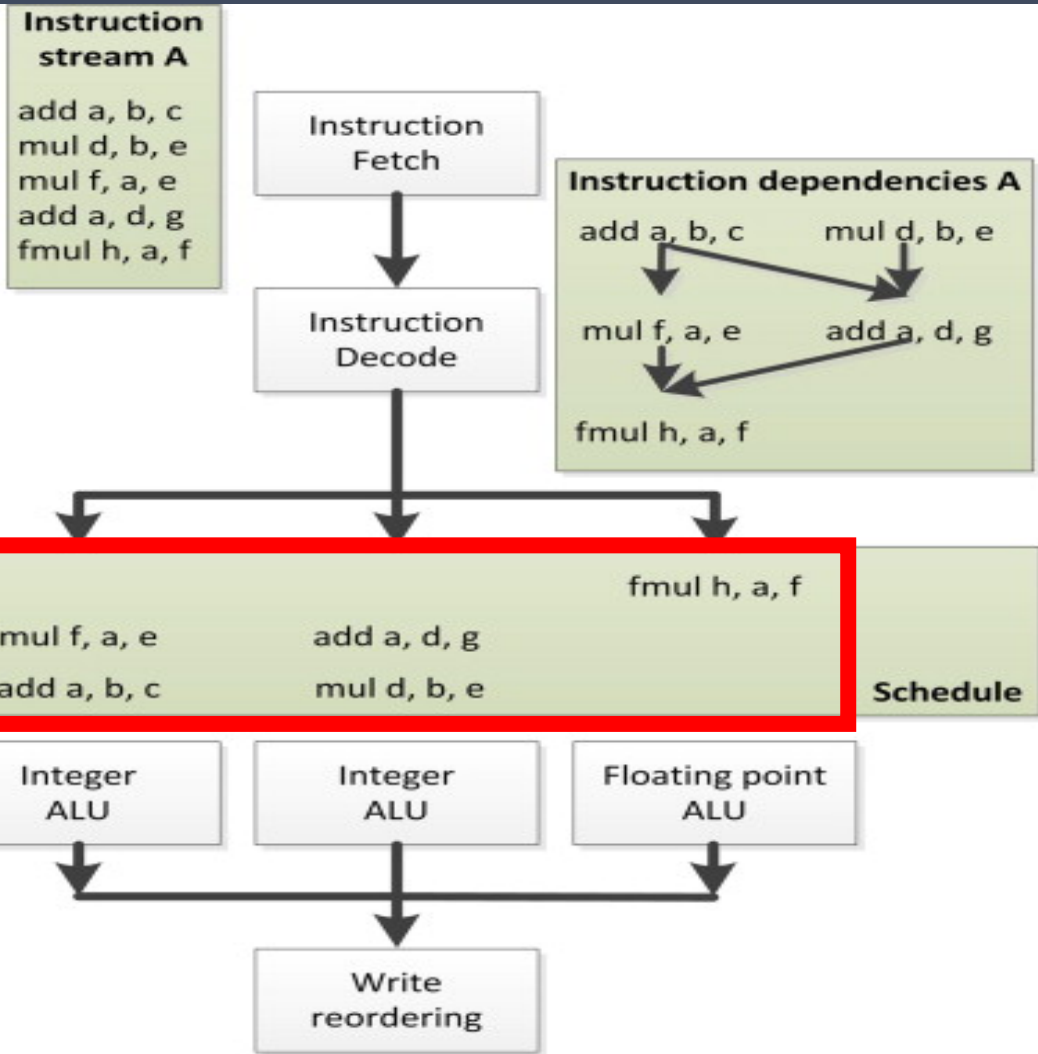 Instruction
stream A
add a, b, c
mul d, b, e
mul f, a, e
add a, d, g
fmul h, a, f
Instruction
Fetch
Instruction
Decode
Instruction dependencies A
add a, b, c mul d, b, e
mul f, a, e add a, d, g
fmul h, a, f
fmul h, a, f
mul f, a, e add a, d, g
add a, b, c mul d, b, e Schedule
Integer
ALU
Integer
ALU
Floating point
ALU
Write
reordering